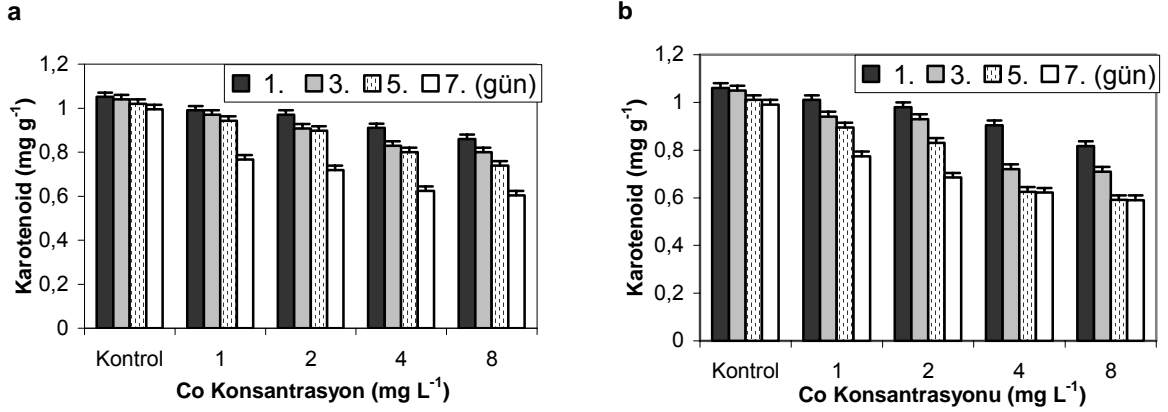 a
1,2
1
0,8
0,6
0,4
0,2
0
Karotenoid (mg g-1)
1. 3. 5. 7. (gün)
Kontrol 1 2 4 8
Co Konsantrasyon (mg L-1)
b
1,2
1
0,8
0,6
0,4
0,2
0
Karotenoid (mg g-1)
1. 3. 5. 7. (gün)
Kontrol 1 2 4 8
Co Konsantrasyonu (mg L-1)